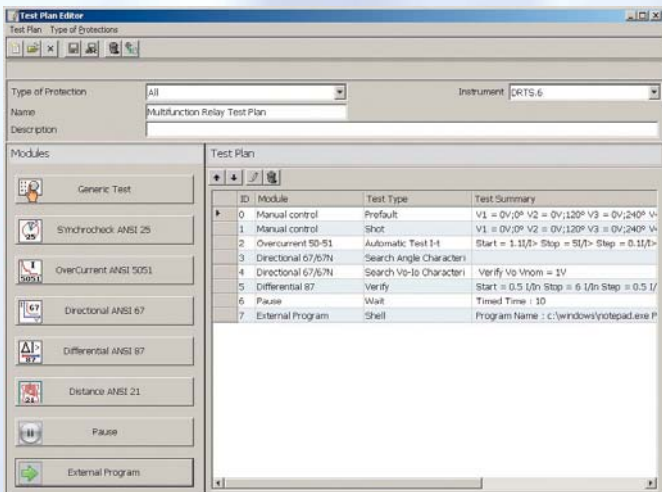 Test Plan Editor
Test Plan Type of Protections
Type of Protection All Instrument DRTS.6
Name Multifunction Relay Test Plan
Description
Modules Test Plan
Generic Test
Synchrocheck ANSI 25
OverCurrent ANSI 5051
Directional ANSI 67
Differential ANSI 87
Distance ANSI 21
Pause
External Program
ID Module Test Type Test Summary
0 Manual control Prefault V1 = 0V;0º V2 = 0V;120º V3 = 0V;240º V
1 Manual control Shot V1 = 0V;0º V2 = 0V;120º V3 = 0V;240º V
2 Overcurrent 50-51 Automatic Test I-t Start = 1.1I/I> Stop = 5I/I> Step = 0.1I/I>
3 Directional 67/67N Search Angle Characteri
4 Directional 67/67N Search Vo-Io Characteri Verify Vo Vnom = 1V
5 Differential 87 Verify Start = 0.5 I/In Stop = 6 I/In Step = 0.5 I/
6 Pause Wait Timed Time : 10
7 External Program Shell Program Name : c:\windows\notepad.exe P